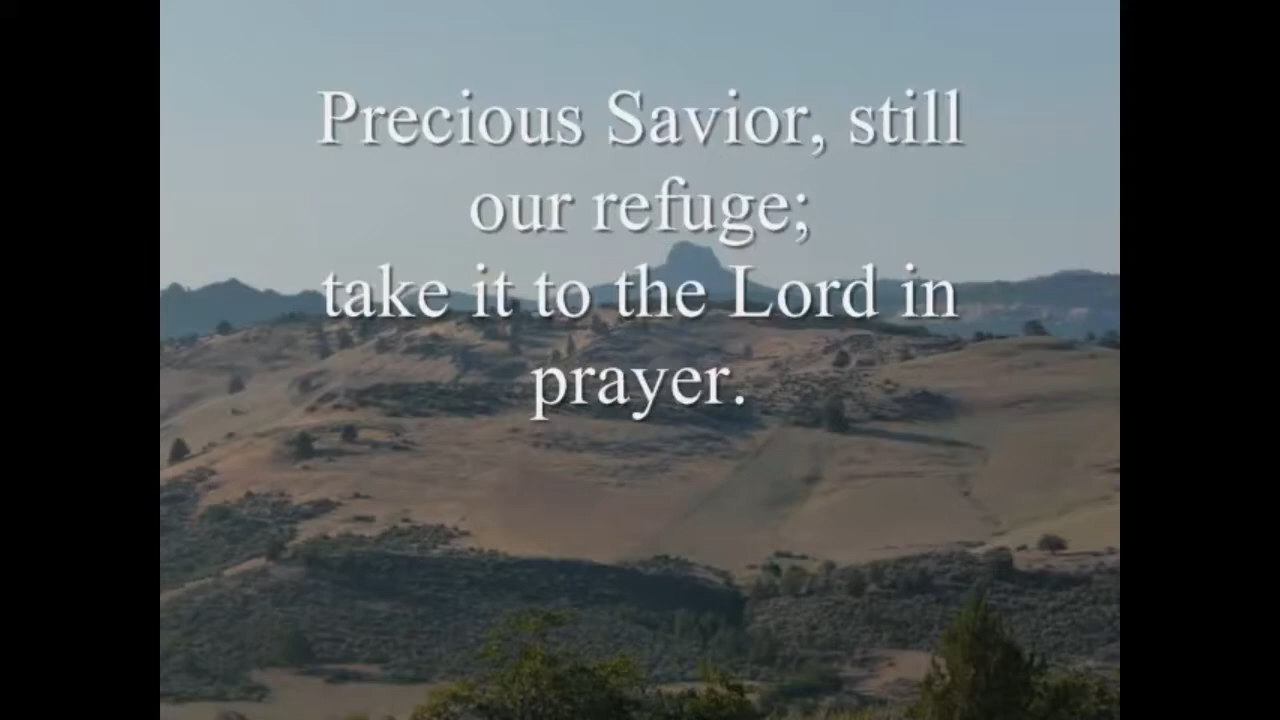 Precious Savior, still
our refuge;
take it to the Lord in
prayer.